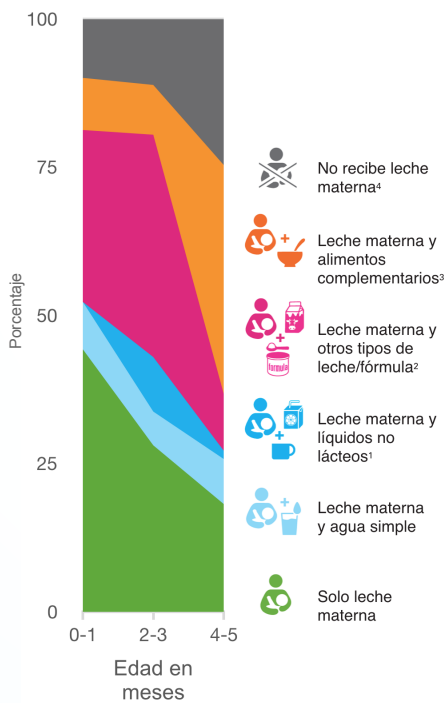 100
75
50
25
0
Porcentaje
0-1
2-3
4-5
Edad en
meses
No recibe leche
materna⁴
Leche materna y
alimentos
complementarios³
Leche materna y
otros tipos de
leche/fórmula²
formula
Leche materna y
líquidos no
lácteos¹
Leche materna
y agua simple
Solo leche
materna